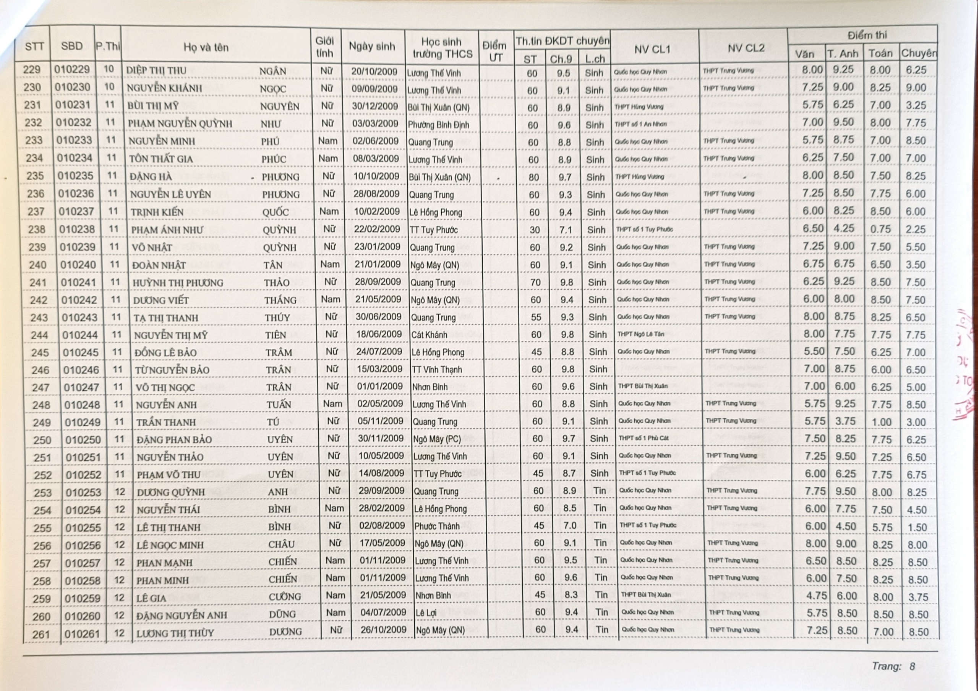 STT SBD P.Thi Họ và tên Giới tính Ngày sinh Học sinh trường THCS Điểm ƯT Th.tin ĐKDT chuyên ST Ch.9 L.ch NV CL1 NV CL2 Điểm thi Văn T. Anh Toán Chuyên
229 010229 10 DIỆP THỊ THU NGÂN Nữ 20/10/2009 Lương Thế Vinh 60 9.5 Sinh Quốc học Quy Nhơn THPT Trưng Vương 8.00 9.25 8.00 6.25
230 010230 10 NGUYỄN KHÁNH NGỌC Nữ 09/09/2009 Lương Thế Vinh 60 9.1 Sinh Quốc học Quy Nhơn THPT Trưng Vương 7.25 9.00 8.25 9.00
231 010231 11 BÙI THỊ MỸ NGUYÊN Nữ 30/12/2009 Bùi Thị Xuân (QN) 60 8.9 Sinh THPT Hùng Vương 5.75 6.25 7.00 3.25
232 010232 11 PHẠM NGUYỄN QUỲNH NHƯ Nữ 03/03/2009 Phường Bình Định 60 9.6 Sinh THPT số 1 An Nhơn 7.00 9.50 8.00 7.75
233 010233 11 NGUYỄN MINH PHÚ Nam 02/06/2009 Quang Trung 60 8.8 Sinh Quốc học Quy Nhơn THPT Trưng Vương 5.75 8.75 7.00 6.00
234 010234 11 TÔN THẤT GIA PHÚC Nam 08/03/2009 Lương Thế Vinh 60 8.9 Sinh Quốc học Quy Nhơn THPT Trưng Vương 6.25 7.50 7.00 7.00
235 010235 11 ĐẶNG HÀ PHƯƠNG Nữ 10/10/2009 Bùi Thị Xuân (QN) 80 9.7 Sinh THPT Hùng Vương 8.00 8.50 7.50 8.25
236 010236 11 NGUYỄN LÊ UYÊN PHƯƠNG Nữ 28/08/2009 Quang Trung 60 9.3 Sinh Quốc học Quy Nhơn THPT Trưng Vương 7.25 8.50 7.75 6.00
237 010237 11 TRỊNH KIẾN QUỐC Nam 10/02/2009 Lê Hồng Phong 60 9.4 Sinh Quốc học Quy Nhơn THPT Trưng Vương 6.00 8.25 8.50 6.00
238 010238 11 PHẠM ÁNH NHƯ QUỲNH Nữ 22/02/2009 TT Tuy Phước 30 7.1 Sinh THPT số 1 Tuy Phước 6.50 4.25 0.75 2.25
239 010239 11 VÕ NHẬT QUỲNH Nữ 23/01/2009 Quang Trung 60 9.2 Sinh Quốc học Quy Nhơn THPT Trưng Vương 7.25 9.00 7.50 5.50
240 010240 11 ĐOÀN NHẬT TÂN Nam 21/01/2009 Ngô Mây (QN) 60 9.1 Sinh Quốc học Quy Nhơn THPT Trưng Vương 6.75 6.75 6.50 3.50
241 010241 11 HUỲNH THỊ PHƯƠNG THẢO Nữ 28/09/2009 Quang Trung 70 9.8 Sinh Quốc học Quy Nhơn THPT Trưng Vương 6.25 9.25 8.50 7.50
242 010242 11 DƯƠNG VIẾT THẮNG Nam 21/05/2009 Ngô Mây (QN) 60 9.4 Sinh Quốc học Quy Nhơn THPT Trưng Vương 6.00 8.00 8.50 7.50
243 010243 11 TẠ THỊ THANH THÚY Nữ 30/06/2009 Quang Trung 55 9.3 Sinh Quốc học Quy Nhơn THPT Trưng Vương 8.00 8.75 8.25 6.50
244 010244 11 NGUYỄN THỊ MỸ TIÊN Nữ 18/06/2009 Cát Khánh 60 9.8 Sinh THPT Ngô Lê Tân 8.00 7.75 7.75 7.75
245 010245 11 ĐỒNG LÊ BẢO TRÂM Nữ 24/07/2009 Lê Hồng Phong 45 8.8 Sinh Quốc học Quy Nhơn THPT Trưng Vương 5.50 7.50 6.25 7.00
246 010246 11 TỪ NGUYỄN BẢO TRÂN Nữ 15/03/2009 TT Vĩnh Thạnh 60 9.8 Sinh 7.00 8.75 6.00 6.50
247 010247 11 VÕ THỊ NGỌC TRÂN Nữ 01/01/2009 Nhơn Bình 60 9.6 Sinh THPT Bùi Thị Xuân 7.00 6.00 6.25 5.00
248 010248 11 NGUYỄN ANH TUẤN Nam 02/05/2009 Lương Thế Vinh 60 8.8 Sinh Quốc học Quy Nhơn THPT Trưng Vương 5.75 9.25 7.75 8.50
249 010249 11 TRẦN THANH TÚ Nữ 05/11/2009 Quang Trung 60 9.1 Sinh Quốc học Quy Nhơn THPT Trưng Vương 5.75 3.75 1.00 3.00
250 010250 11 ĐẶNG PHAN BẢO UYÊN Nữ 30/11/2009 Ngô Mây (PC) 60 9.7 Sinh THPT số 1 Phù Cát 7.50 8.25 7.75 6.25
251 010251 11 NGUYỄN THẢO UYÊN Nữ 10/05/2009 Lương Thế Vinh 60 9.1 Sinh Quốc học Quy Nhơn THPT Trưng Vương 7.25 9.50 7.25 6.50
252 010252 11 PHẠM VÕ THU UYÊN Nữ 14/08/2009 TT Tuy Phước 45 8.7 Sinh THPT số 1 Tuy Phước 6.00 6.25 7.75 6.75
253 010253 12 DƯƠNG QUỲNH ANH Nữ 29/09/2009 Quang Trung 60 8.9 Tin Quốc học Quy Nhơn THPT Trưng Vương 7.75 9.50 8.00 8.25
254 010254 12 NGUYỄN THÁI BÌNH Nam 28/02/2009 Lê Hồng Phong 60 8.5 Tin Quốc học Quy Nhơn THPT Trưng Vương 6.00 7.75 7.50 4.50
255 010255 12 LÊ THỊ THANH BÌNH Nữ 02/08/2009 Phước Thành 45 7.0 Tin THPT số 1 Tuy Phước 6.00 4.50 5.75 1.50
256 010256 12 LÊ NGỌC MINH CHÂU Nữ 17/05/2009 Ngô Mây (QN) 60 9.1 Tin Quốc học Quy Nhơn THPT Trưng Vương 8.00 9.00 8.25 8.00
257 010257 12 PHAN MẠNH CHIẾN Nam 01/11/2009 Lương Thế Vinh 60 9.5 Tin Quốc học Quy Nhơn THPT Trưng Vương 6.50 8.50 8.25 8.50
258 010258 12 PHAN MINH CHIẾN Nam 01/11/2009 Lương Thế Vinh 60 9.6 Tin Quốc học Quy Nhơn THPT Trưng Vương 6.00 7.50 8.25 8.50
259 010259 12 LÊ GIA CƯỜNG Nam 21/05/2009 Nhơn Bình 45 8.3 Tin THPT Bùi Thị Xuân 4.75 6.00 8.00 3.75
260 010260 12 ĐẶNG NGUYỄN ANH DŨNG Nam 04/07/2009 Lê Lợi 60 9.4 Tin Quốc học Quy Nhơn THPT Trưng Vương 5.75 8.50 8.50 8.50
261 010261 12 LƯƠNG THỊ THÙY DƯƠNG Nữ 26/10/2009 Ngô Mây (QN) 60 9.4 Tin Quốc học Quy Nhơn THPT Trưng Vương 7.25 8.50 7.00 8.50
Trang: 8